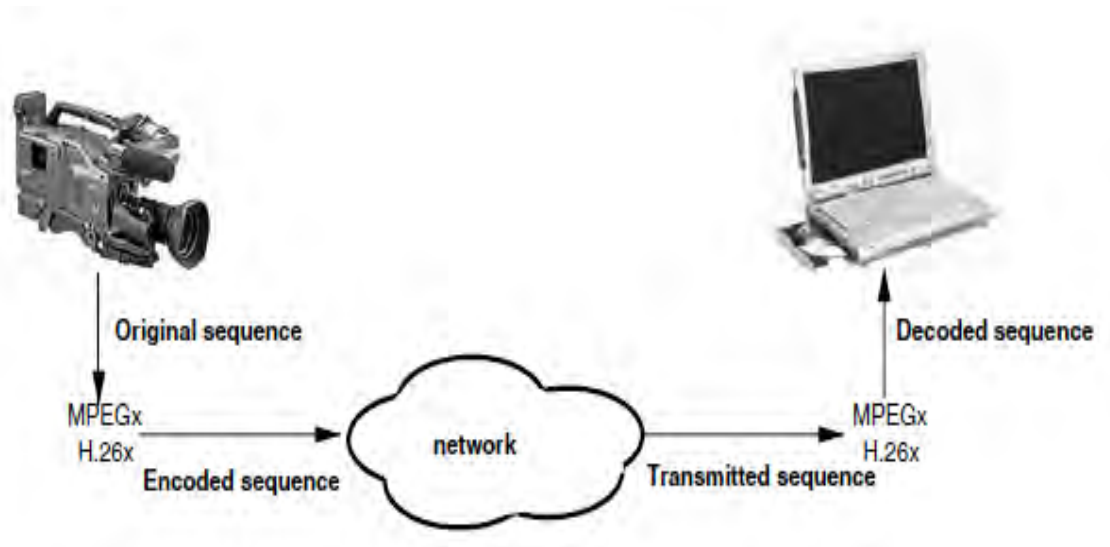 Original sequence
Decoded sequence
MPEGx
H.26x
network
MPEGx
H.26x
Encoded sequence
Transmitted sequence